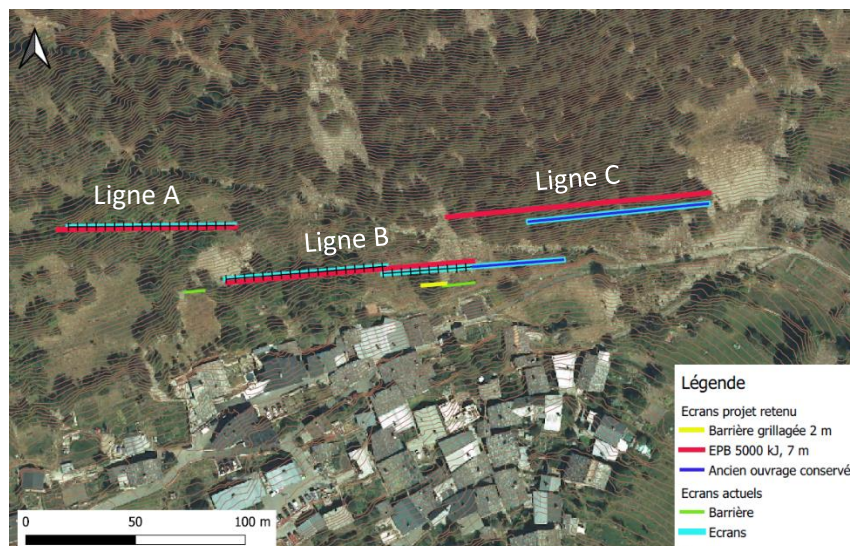 Ligne A
Ligne B
Ligne C
Légende
Ecrans projet retenu
Barrière grillagée 2 m
EPB 5000 kJ, 7 m
Ancien ouvrage conservé
Ecrans actuels
Barrière
Ecrans
0 50 100 m